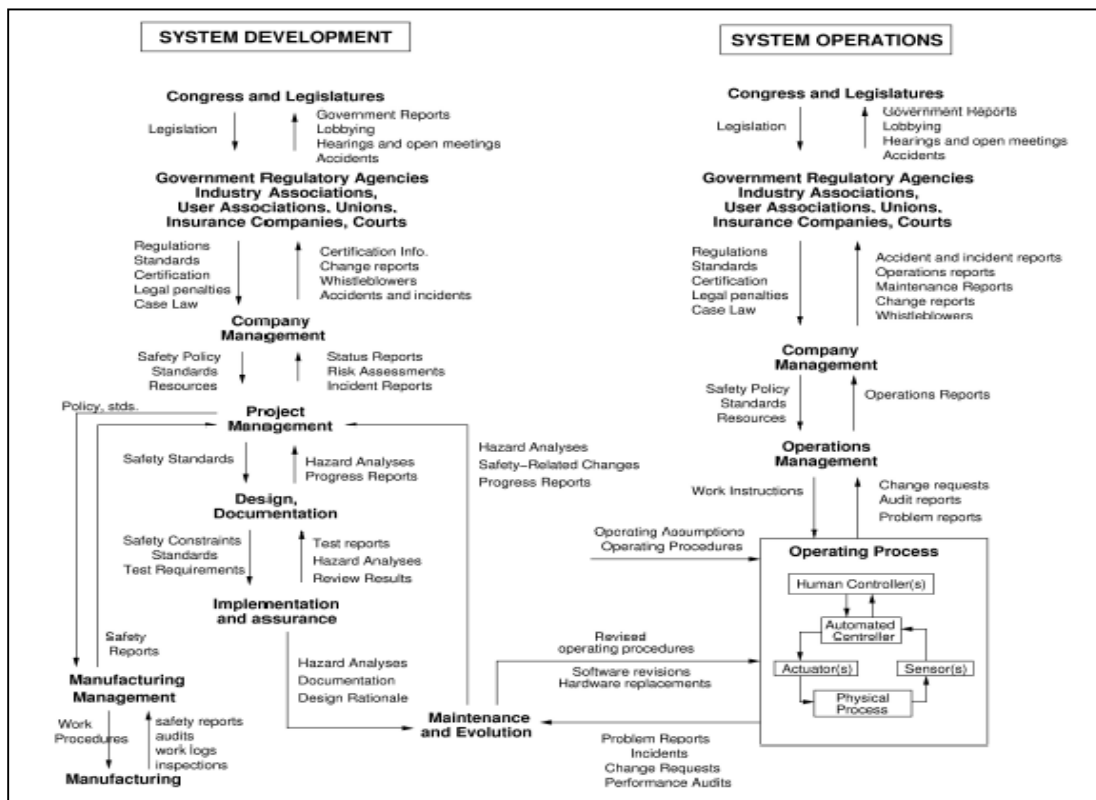 SYSTEM DEVELOPMENT
Congress and Legislatures
Legislation
Government Reports
Lobbying
Hearings and open meetings
Accidents
Government Regulatory Agencies
Industry Associations,
User Associations, Unions,
Insurance Companies, Courts
Regulations
Standards
Certification
Legal penalties
Case Law
Certification Info.
Change reports
Whistleblowers
Accidents and incidents
Company
Management
Safety Policy
Standards
Resources
Status Reports
Risk Assessments
Incident Reports
Policy, stds.
Project
Management
Safety Standards
Hazard Analyses
Progress Reports
Design,
Documentation
Safety Constraints
Standards
Test Requirements
Test reports
Hazard Analyses
Review Results
Implementation
and assurance
Safety
Reports
Manufacturing
Management
Work
Procedures
safety reports
audits
work logs
inspections
Manufacturing
Hazard Analyses
Documentation
Design Rationale
Hazard Analyses
Safety-Related Changes
Progress Reports
Maintenance
and Evolution
SYSTEM OPERATIONS
Congress and Legislatures
Legislation
Government Reports
Lobbying
Hearings and open meetings
Accidents
Government Regulatory Agencies
Industry Associations,
User Associations, Unions,
Insurance Companies, Courts
Regulations
Standards
Certification
Legal penalties
Case Law
Accident and incident reports
Operations reports
Maintenance Reports
Change reports
Whistleblowers
Company
Management
Safety Policy
Standards
Resources
Operations Reports
Operations
Management
Work Instructions
Change requests
Audit reports
Problem reports
Operating Assumptions
Operating Procedures
Operating Process
Human Controller(s)
Automated
Controller
Actuator(s)
Sensor(s)
Physical
Process
Revised
operating procedures
Software revisions
Hardware replacements
Problem Reports
Incidents
Change Requests
Performance Audits